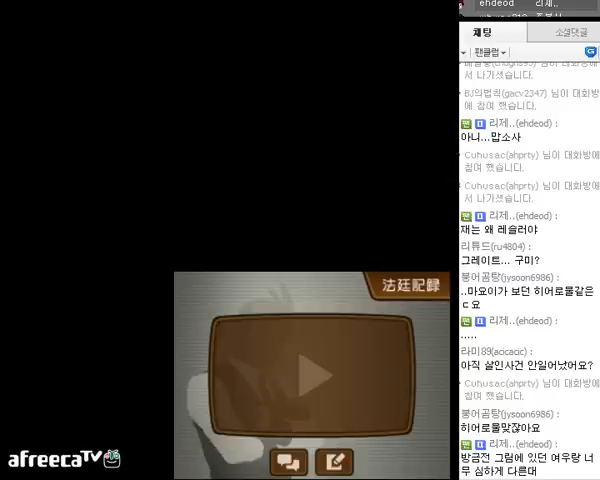 ehdeod 리제..
채팅 소셜댓글
팬클럽
서 나가셨습니다.
BJ의법칙(gacv2347) 님이 대화방
에 참여 했습니다.
리제..(ehdeod) :
아니...맙소사
Cuhusac(ahprty) 님이 대화방에
참여 했습니다.
Cuhusac(ahprty) 님이 대화방에
서 나가셨습니다.
리제..(ehdeod) :
재는 왜 레슬러야
리튜드(ru4804) :
그레이트... 구미?
붕어곰탕(jysoon6986) :
..마요이가 보던 히어로물같은
ㄷ요
리제..(ehdeod) :
.....
라미89(acicacic) :
아직 살인사건 안일어났어요?
Cuhusac(ahprty) 님이 대화방에
참여 했습니다.
붕어곰탕(jysoon6986) :
히어로물맞잖아요
리제..(ehdeod) :
방금전 그림에 있던 여우랑 너
무 심하게 다른대
法廷記録
afreecaTV